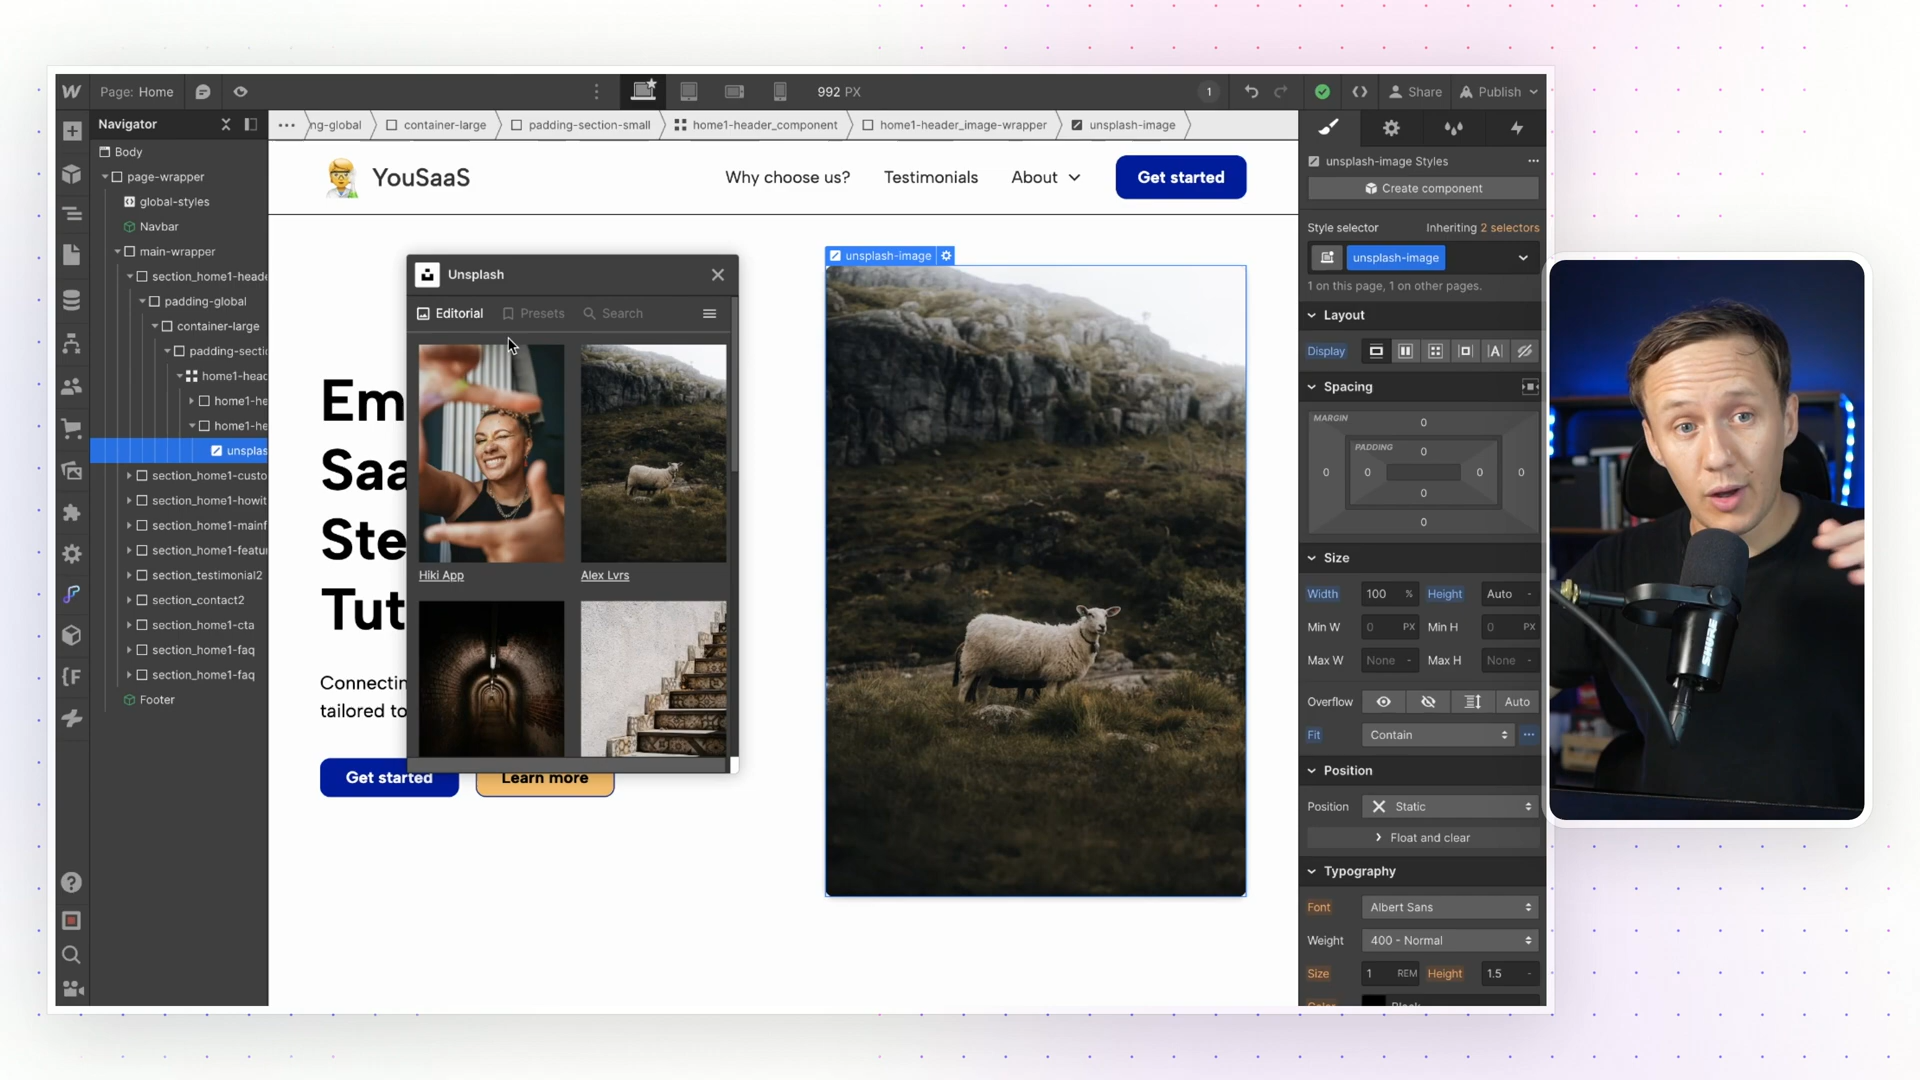 Page: Home
992 PX
1
Share
Publish
Navigator
ng-global
container-large
padding-section-small
home1-header_component
home1-header_image-wrapper
unsplash-image
Body
page-wrapper
global-styles
Navbar
main-wrapper
section_home1-heade
padding-global
container-large
padding-sectio
home1-head
home1-he
home1-he
unsplas
section_home1-custo
section_home1-howit
section_home1-mainf
section_home1-featur
section_testimonial2
section_contact2
section_home1-cta
section_home1-faq
section_home1-faq
Footer
YouSaaS
Why choose us?
Testimonials
About
Get started
unsplash-image
Unsplash
Editorial
Presets
Search
Hiki App
Alex Lvrs
Em
Saa
Ste
Tut
Connectin
tailored to
Get started
Learn more
unsplash-image Styles
Create component
Style selector
Inheriting 2 selectors
unsplash-image
1 on this page, 1 on other pages.
Layout
Display
Spacing
MARGIN
0
PADDING
0
0
0
0
0
0
0
Size
Width
100 %
Height
Auto -
Min W
0 PX
Min H
0 PX
Max W
None -
Max H
None -
Overflow
Auto
Fit
Contain
Position
Position
Static
Float and clear
Typography
Font
Albert Sans
Weight
400 - Normal
Size
1 REM
Height
1.5 -
SHURE